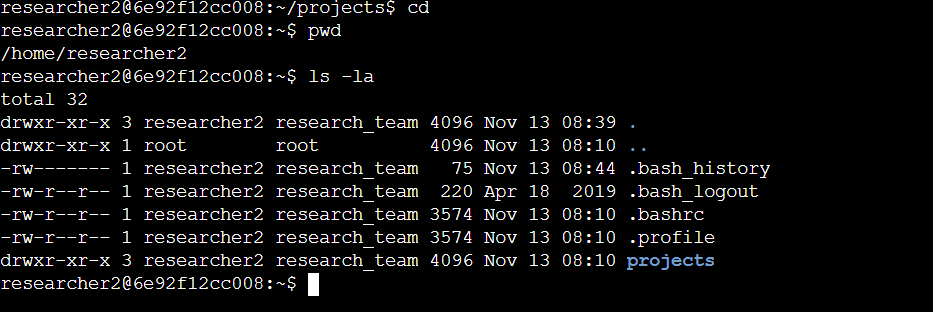 researcher2@6e92f12cc008:~/projects$ cd
researcher2@6e92f12cc008:~$ pwd
/home/researcher2
researcher2@6e92f12cc008:~$ ls -la
total 32
drwxr-xr-x 3 researcher2 research_team 4096 Nov 13 08:39 .
drwxr-xr-x 1 root        root          4096 Nov 13 08:10 ..
-rw------- 1 researcher2 research_team   75 Nov 13 08:44 .bash_history
-rw-r--r-- 1 researcher2 research_team  220 Apr 18  2019 .bash_logout
-rw-r--r-- 1 researcher2 research_team 3574 Nov 13 08:10 .bashrc
-rw-r--r-- 1 researcher2 research_team 3574 Nov 13 08:10 .profile
drwxr-xr-x 3 researcher2 research_team 4096 Nov 13 08:10 projects
researcher2@6e92f12cc008:~$